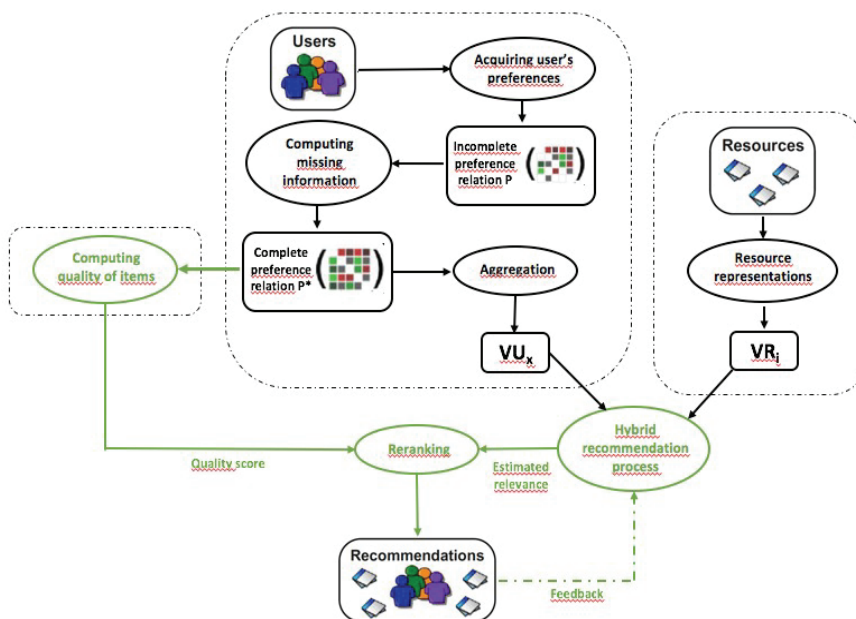 Users
Acquiring user's
preferences
Computing
missing
information
Incomplete
preference
relation P
Resources
Computing
quality of items
Complete
preference
relation P*
Aggregation
Resource
representations
VUx
VRi
Hybrid
recommendation
process
Reranking
Quality score
Estimated
relevance
Recommendations
Feedback